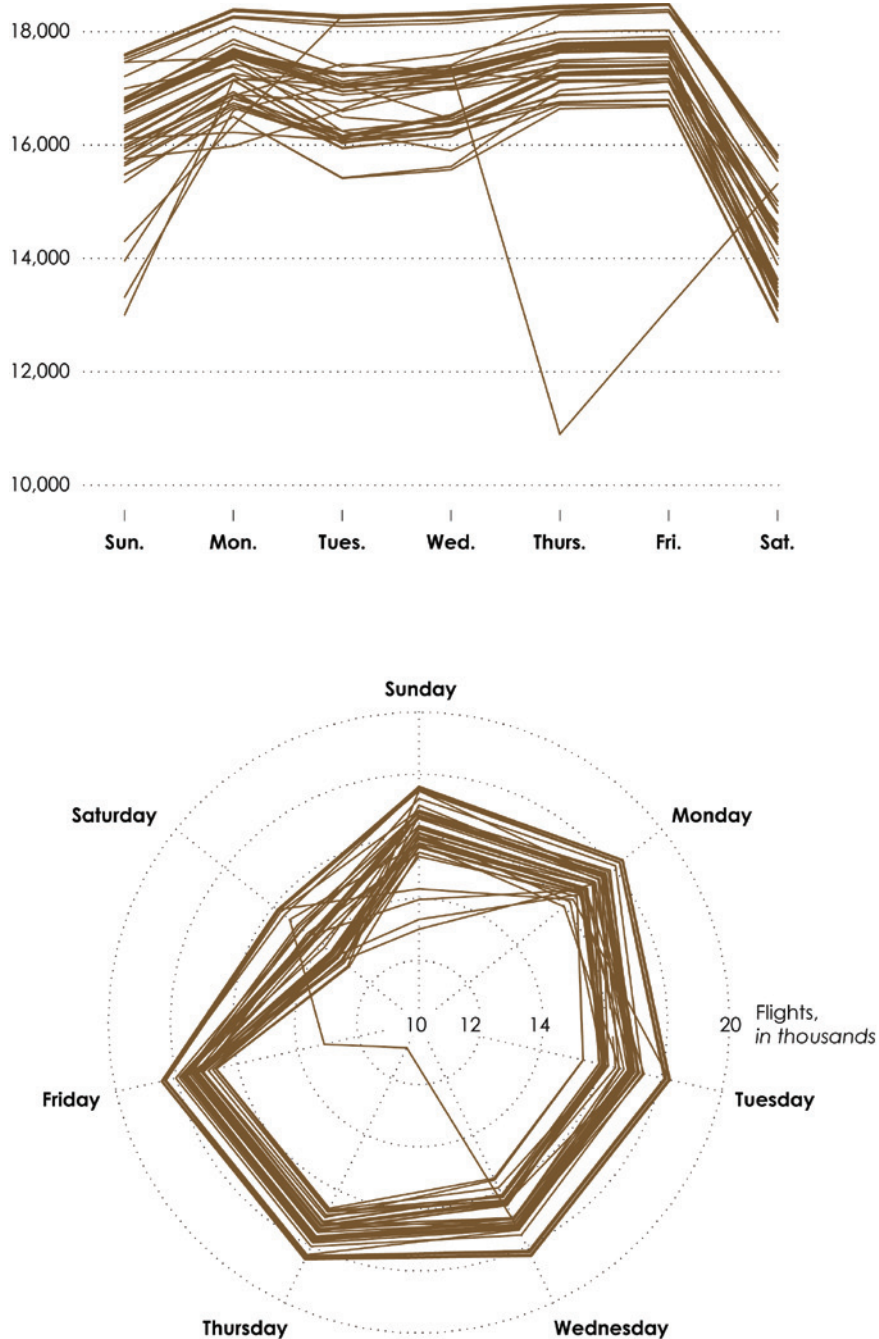 18,000
16,000
14,000
12,000
10,000
Sun. Mon. Tues. Wed. Thurs. Fri. Sat.
Sunday
Saturday Monday
10 12 14 20 Flights,
in thousands
Friday Tuesday
Thursday Wednesday